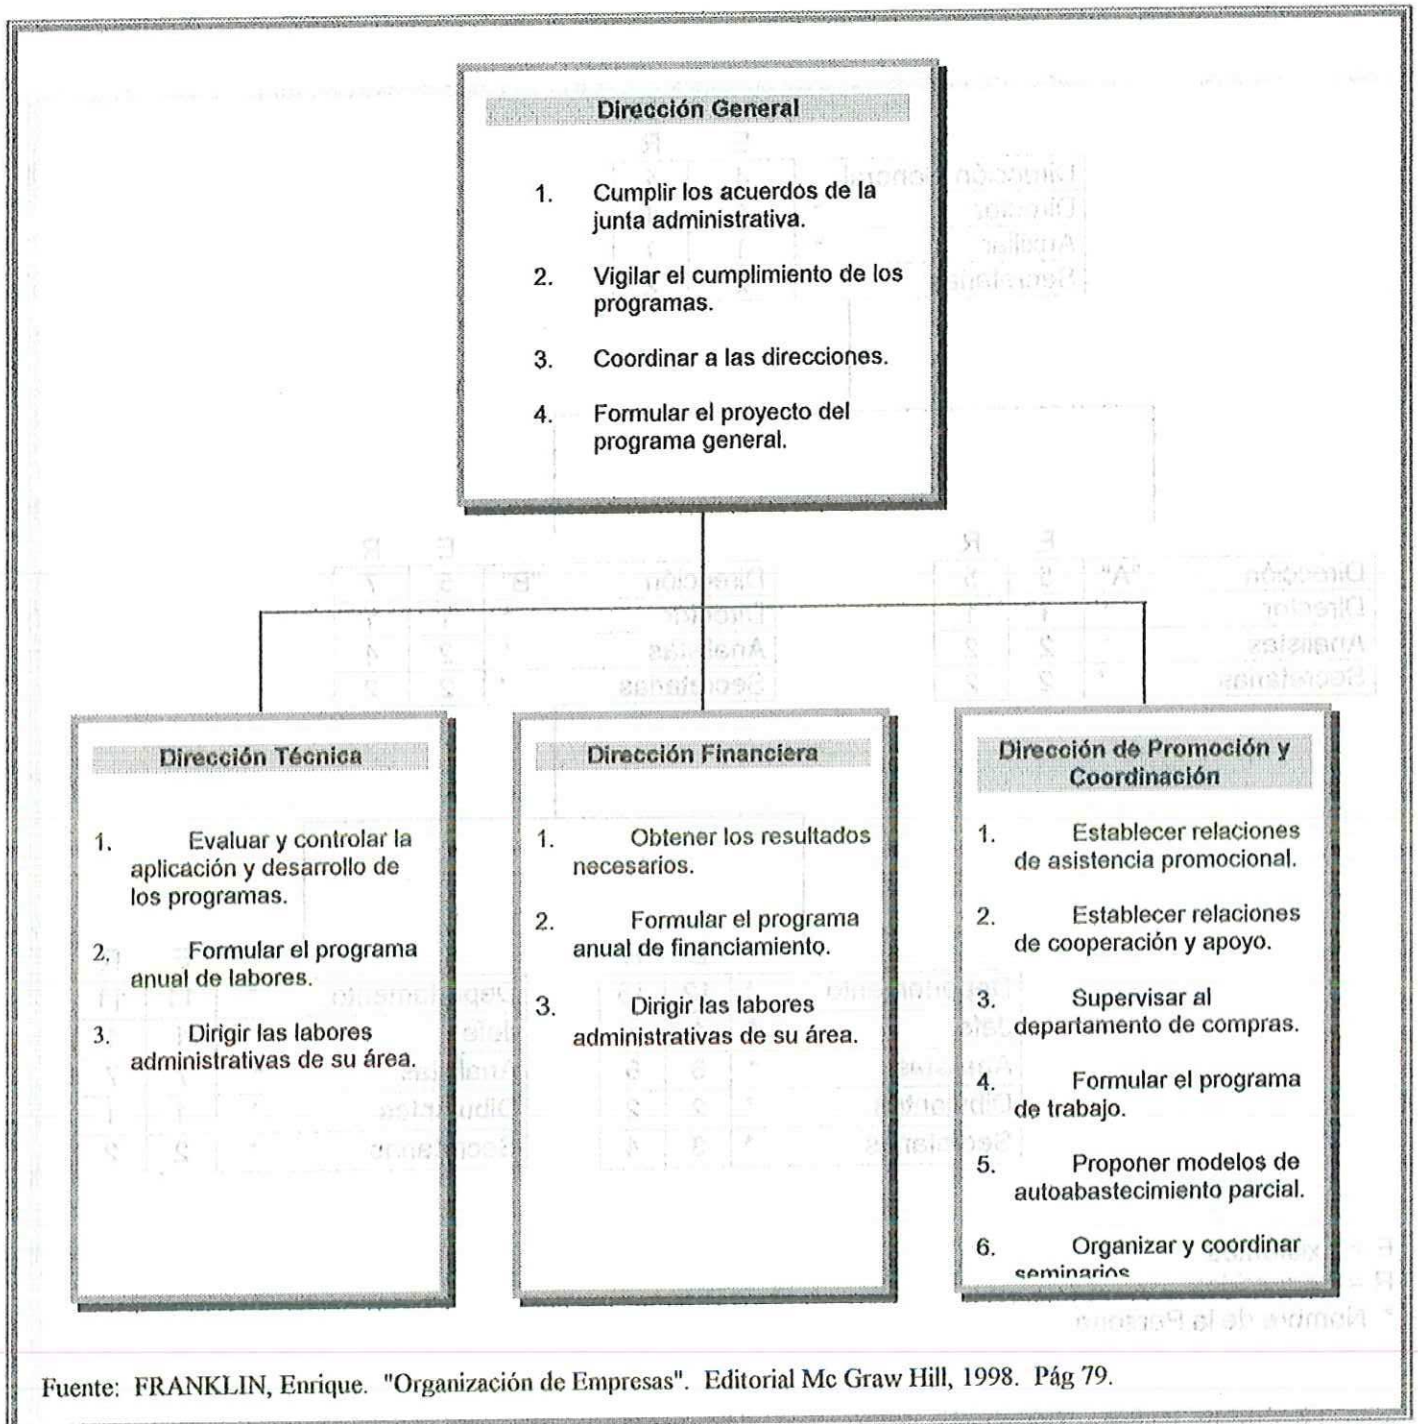 Dirección General
1. Cumplir los acuerdos de la
junta administrativa.
2. Vigilar el cumplimiento de los
programas.
3. Coordinar a las direcciones.
4. Formular el proyecto del
programa general.
Dirección Técnica
1. Evaluar y controlar la
aplicación y desarrollo de
los programas.
2. Formular el programa
anual de labores.
3. Dirigir las labores
administrativas de su área.
Dirección Financiera
1. Obtener los resultados
necesarios.
2. Formular el programa
anual de financiamiento.
3. Dirigir las labores
administrativas de su área.
Dirección de Promoción y
Coordinación
1. Establecer relaciones
de asistencia promocional.
2. Establecer relaciones
de cooperación y apoyo.
3. Supervisar al
departamento de compras.
4. Formular el programa
de trabajo.
5. Proponer modelos de
autoabastecimiento parcial.
6. Organizar y coordinar
seminarios
Fuente: FRANKLIN, Enrique. "Organización de Empresas". Editorial Mc Graw Hill, 1998. Pág 79.